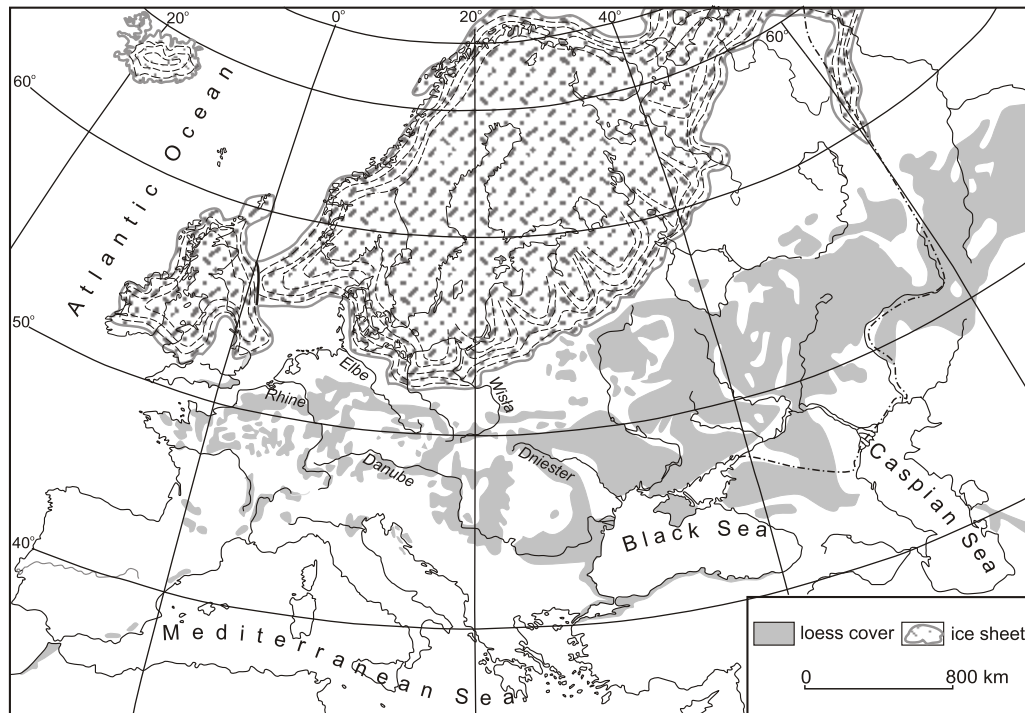 20°
0°
20°
40°
60°
60°
50°
40°
Atlantic Ocean
Elbe
Rhine
Wisła
Danube
Dniester
Black Sea
Caspian Sea
Mediterranean Sea
loess cover
ice sheet
0 800 km